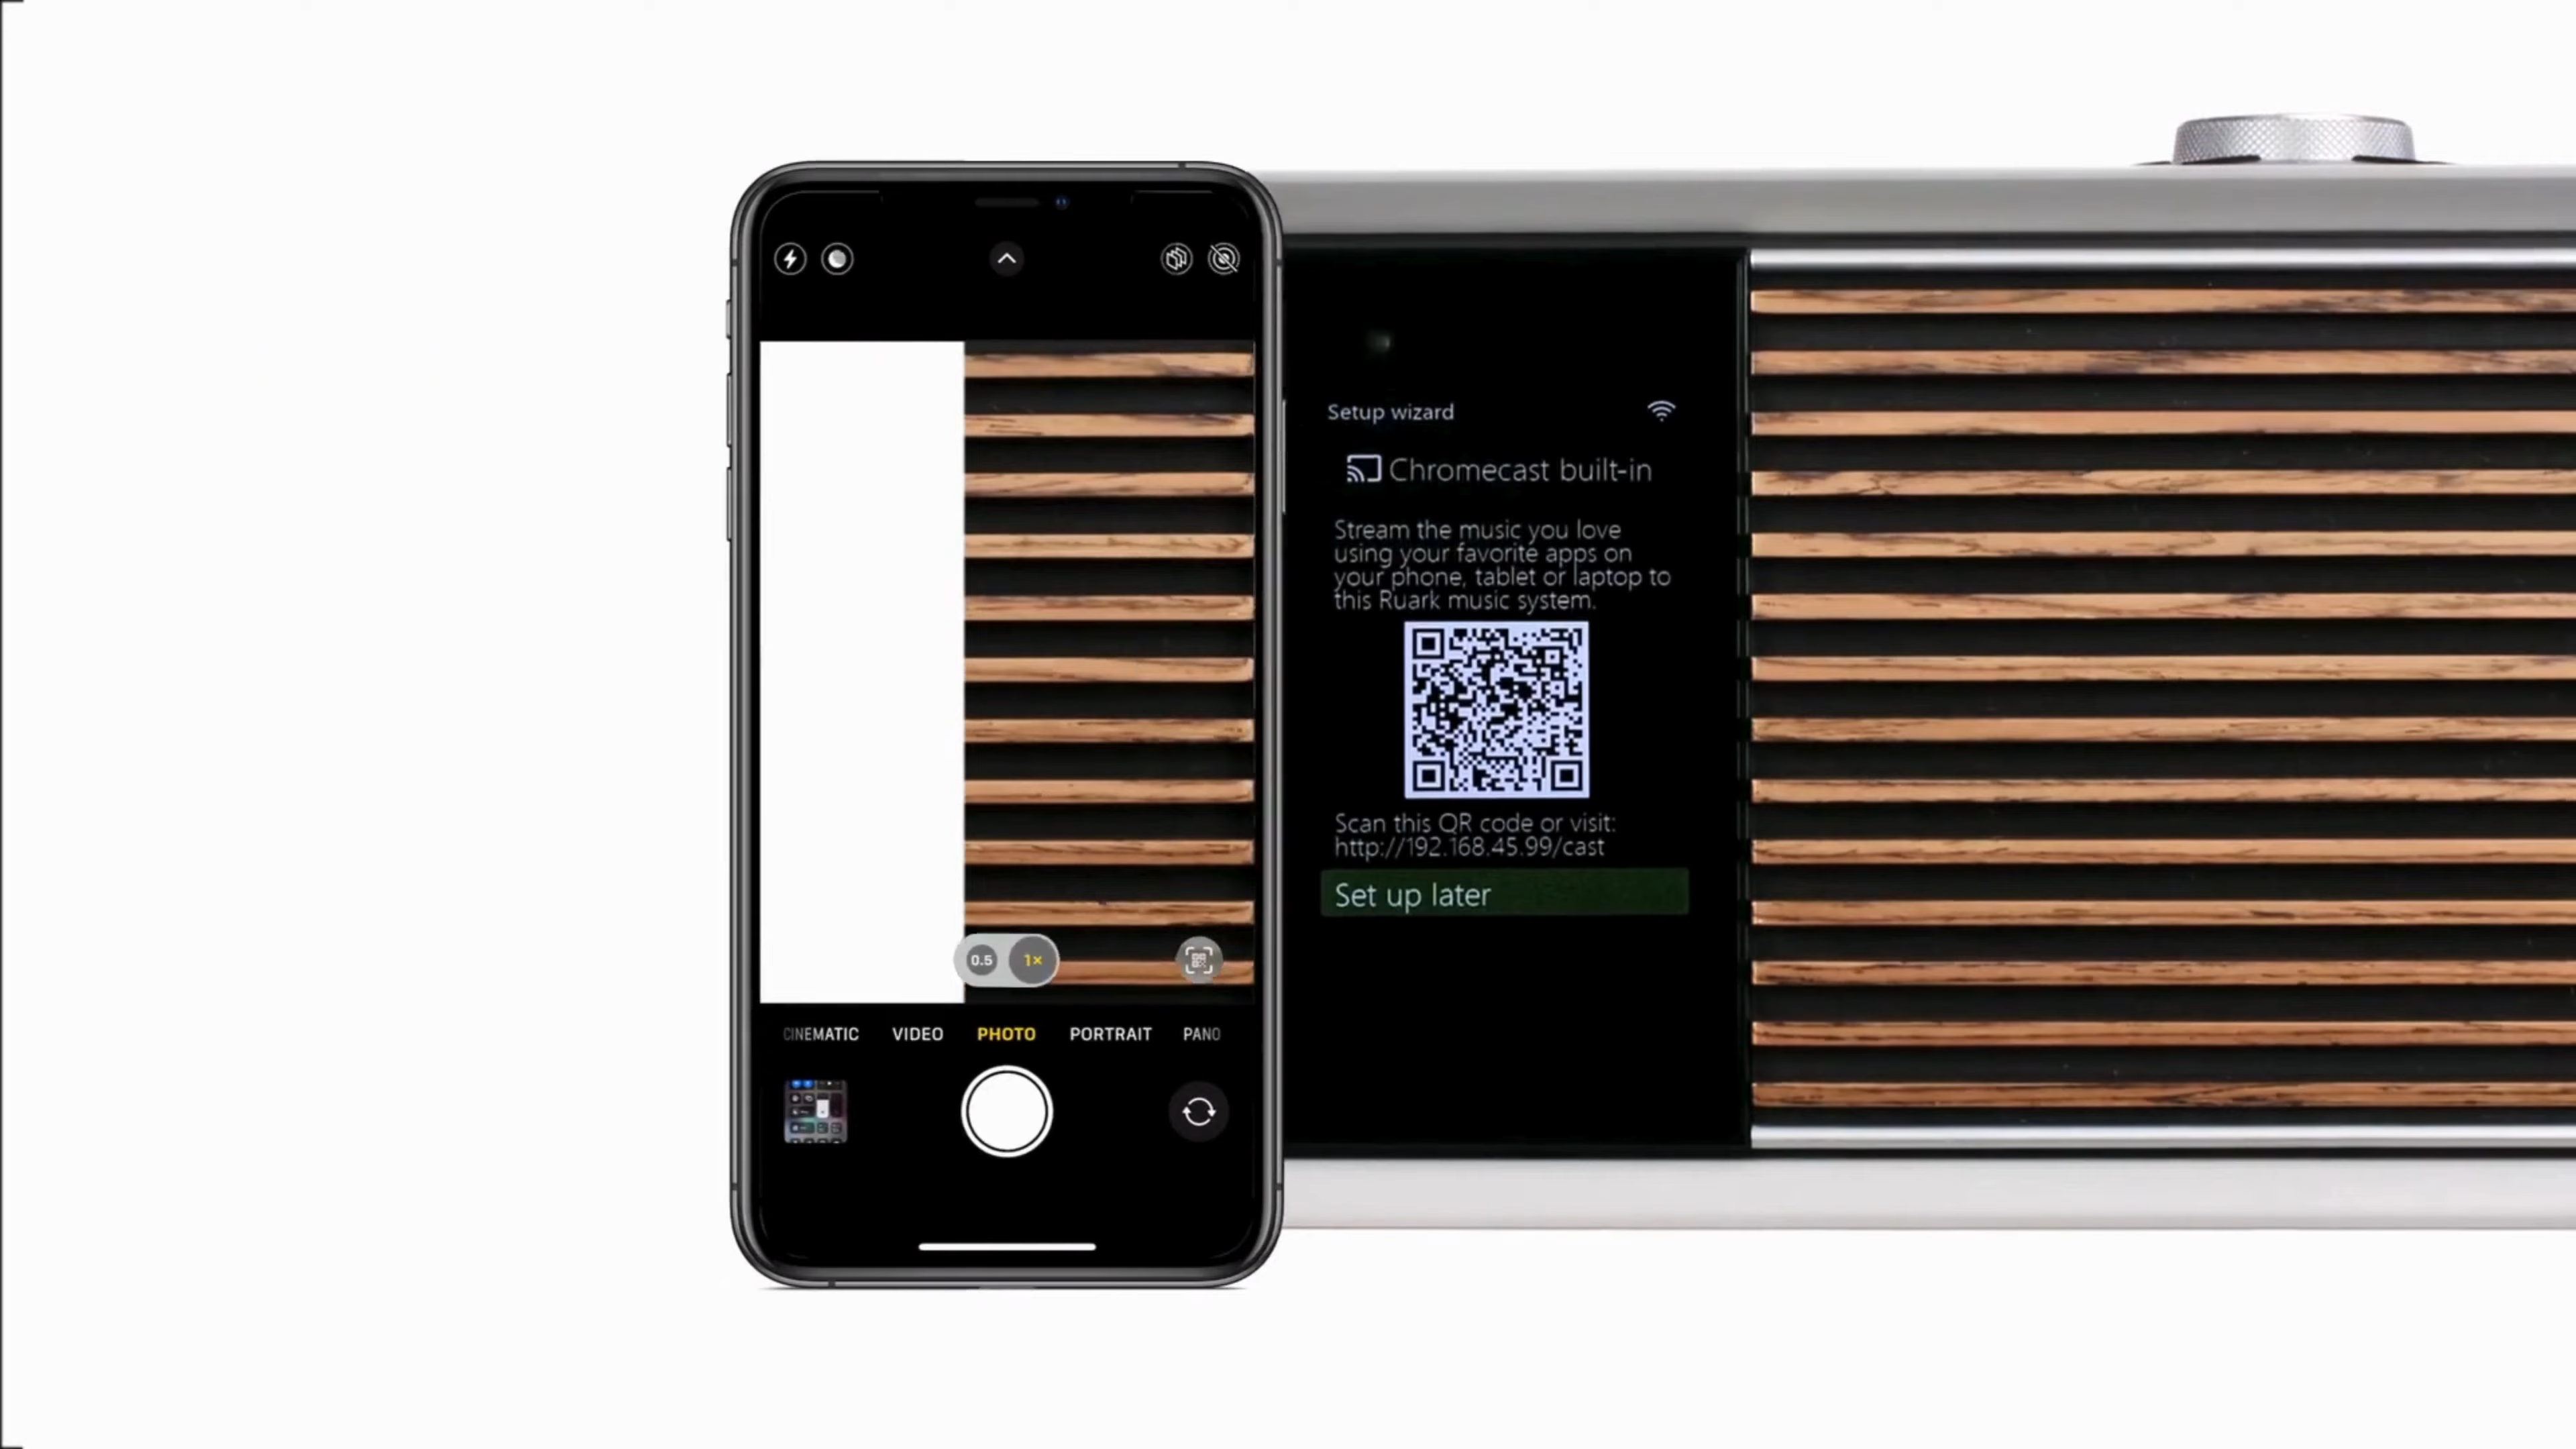 0.5
1×
CINEMATIC VIDEO PHOTO PORTRAIT PANO
Setup wizard
Chromecast built-in
Stream the music you love
using your favorite apps on
your phone, tablet or laptop to
this Ruark music system.
Scan this QR code or visit:
http://192.168.45.99/cast
Set up later